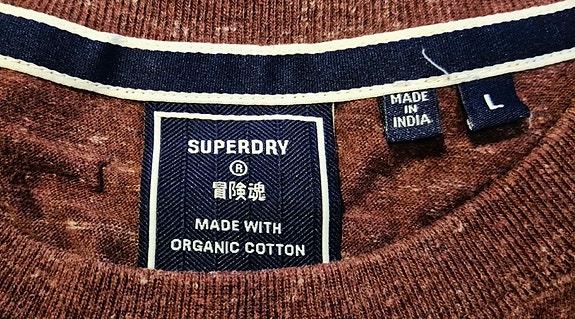 SUPERDRY
®
冒険魂
MADE WITH
ORGANIC COTTON
MADE
IN
INDIA
L